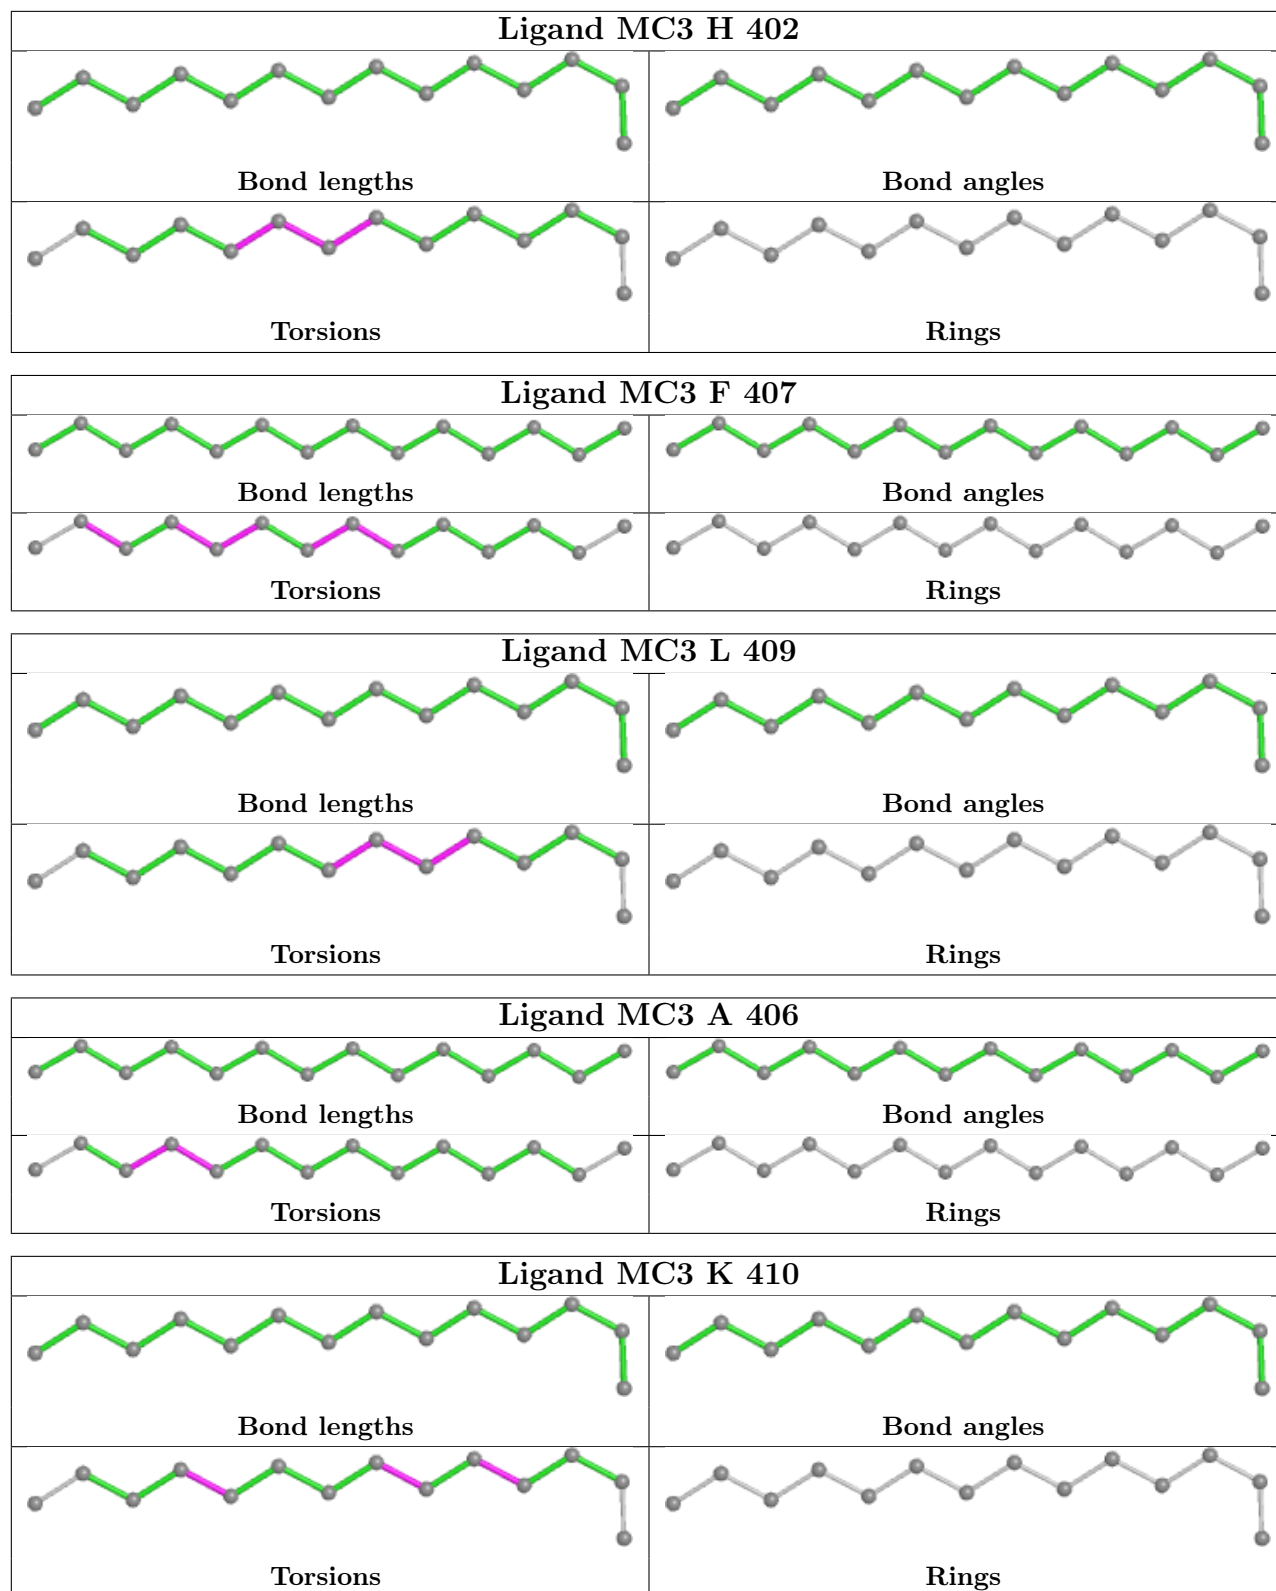 Ligand MC3 H 402
Bond lengths Bond angles
Torsions Rings
Ligand MC3 F 407
Bond lengths Bond angles
Torsions Rings
Ligand MC3 L 409
Bond lengths Bond angles
Torsions Rings
Ligand MC3 A 406
Bond lengths Bond angles
Torsions Rings
Ligand MC3 K 410
Bond lengths Bond angles
Torsions Rings